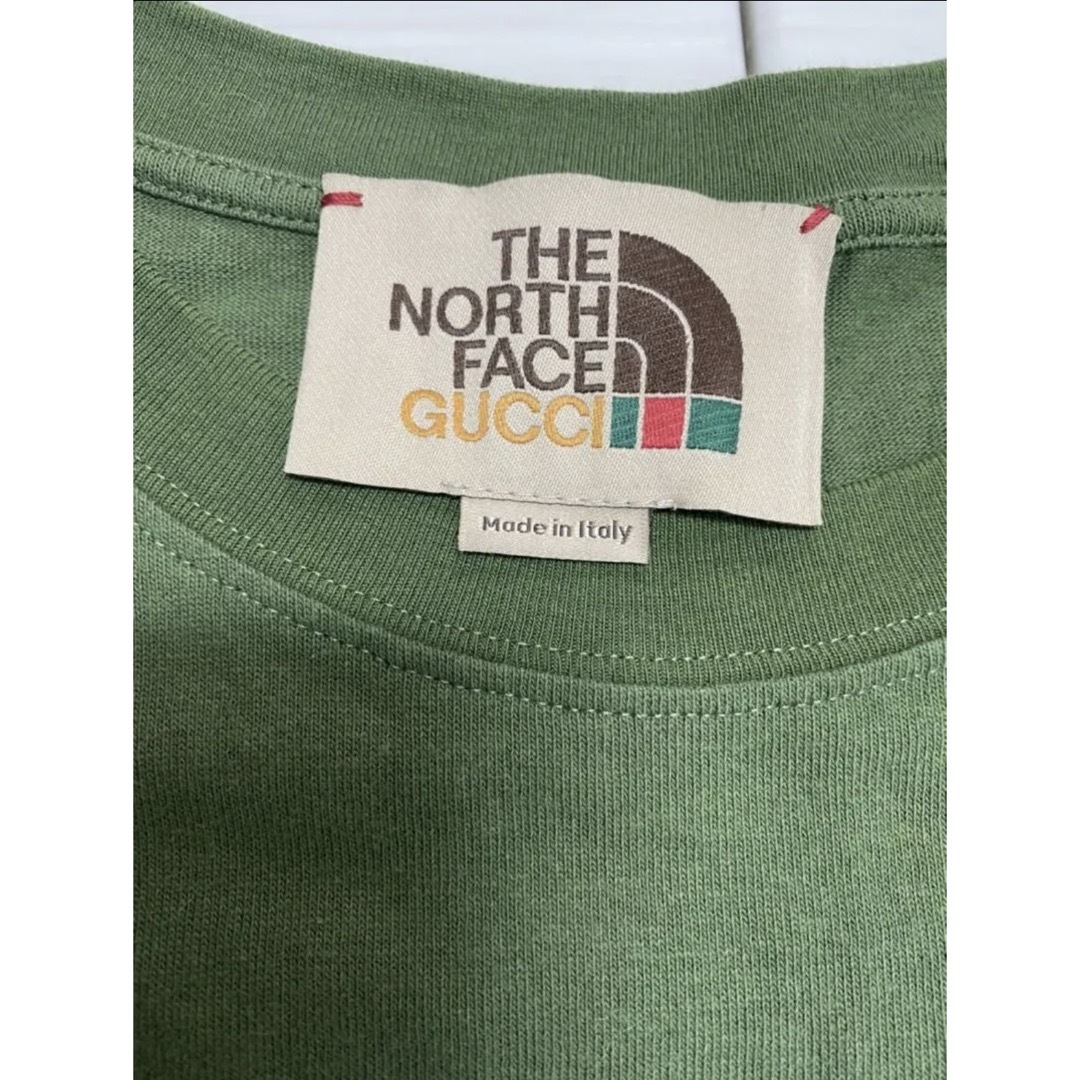 THE
NORTH
FACE
GUCCI
Made in Italy